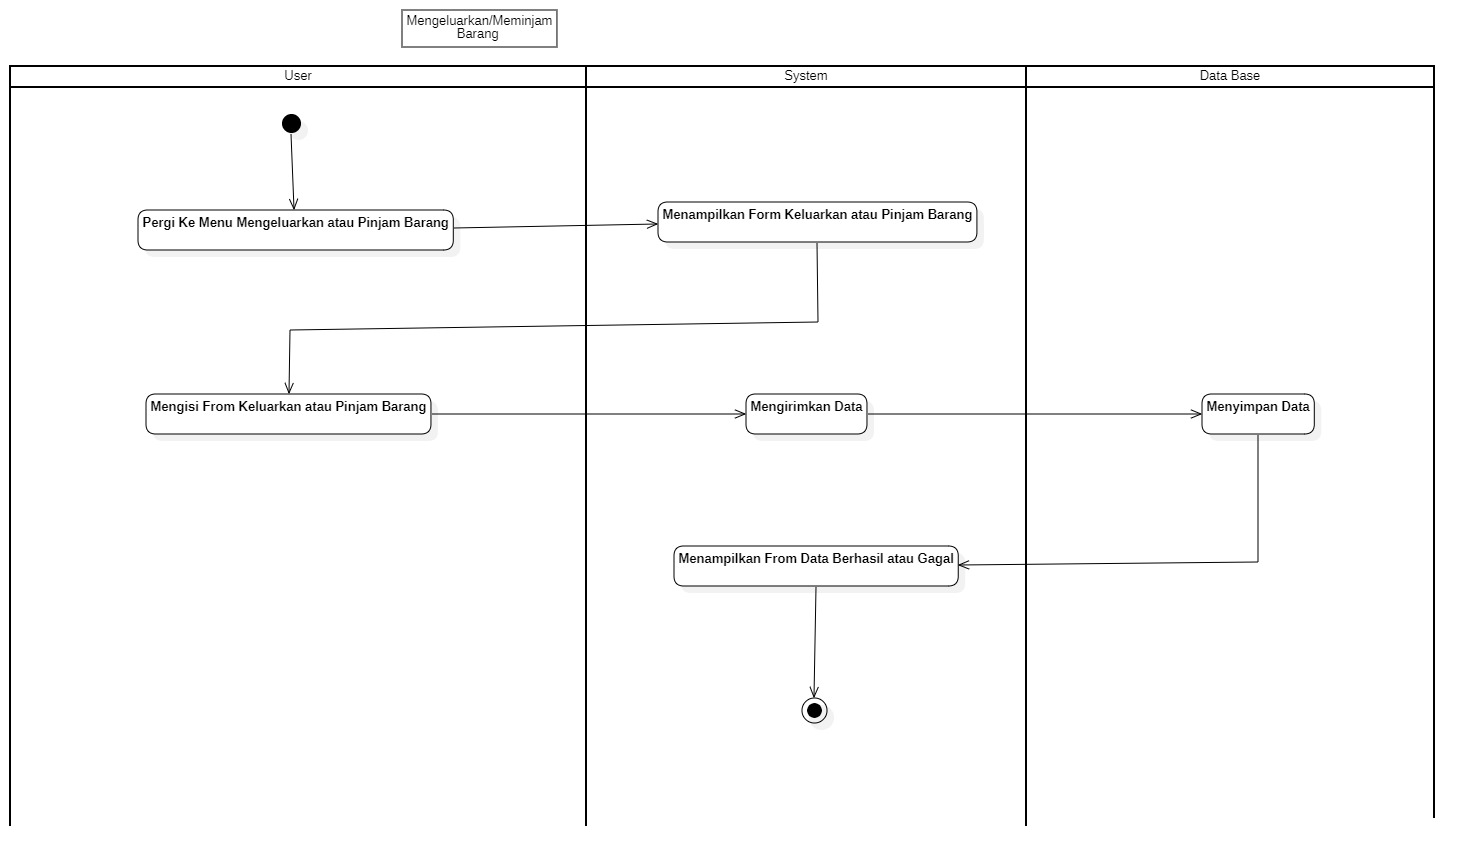 Mengeluarkan/Meminjam
Barang
User
System
Data Base
Pergi Ke Menu Mengeluarkan atau Pinjam Barang
Menampilkan Form Keluarkan atau Pinjam Barang
Mengisi From Keluarkan atau Pinjam Barang
Mengirimkan Data
Menyimpan Data
Menampilkan From Data Berhasil atau Gagal